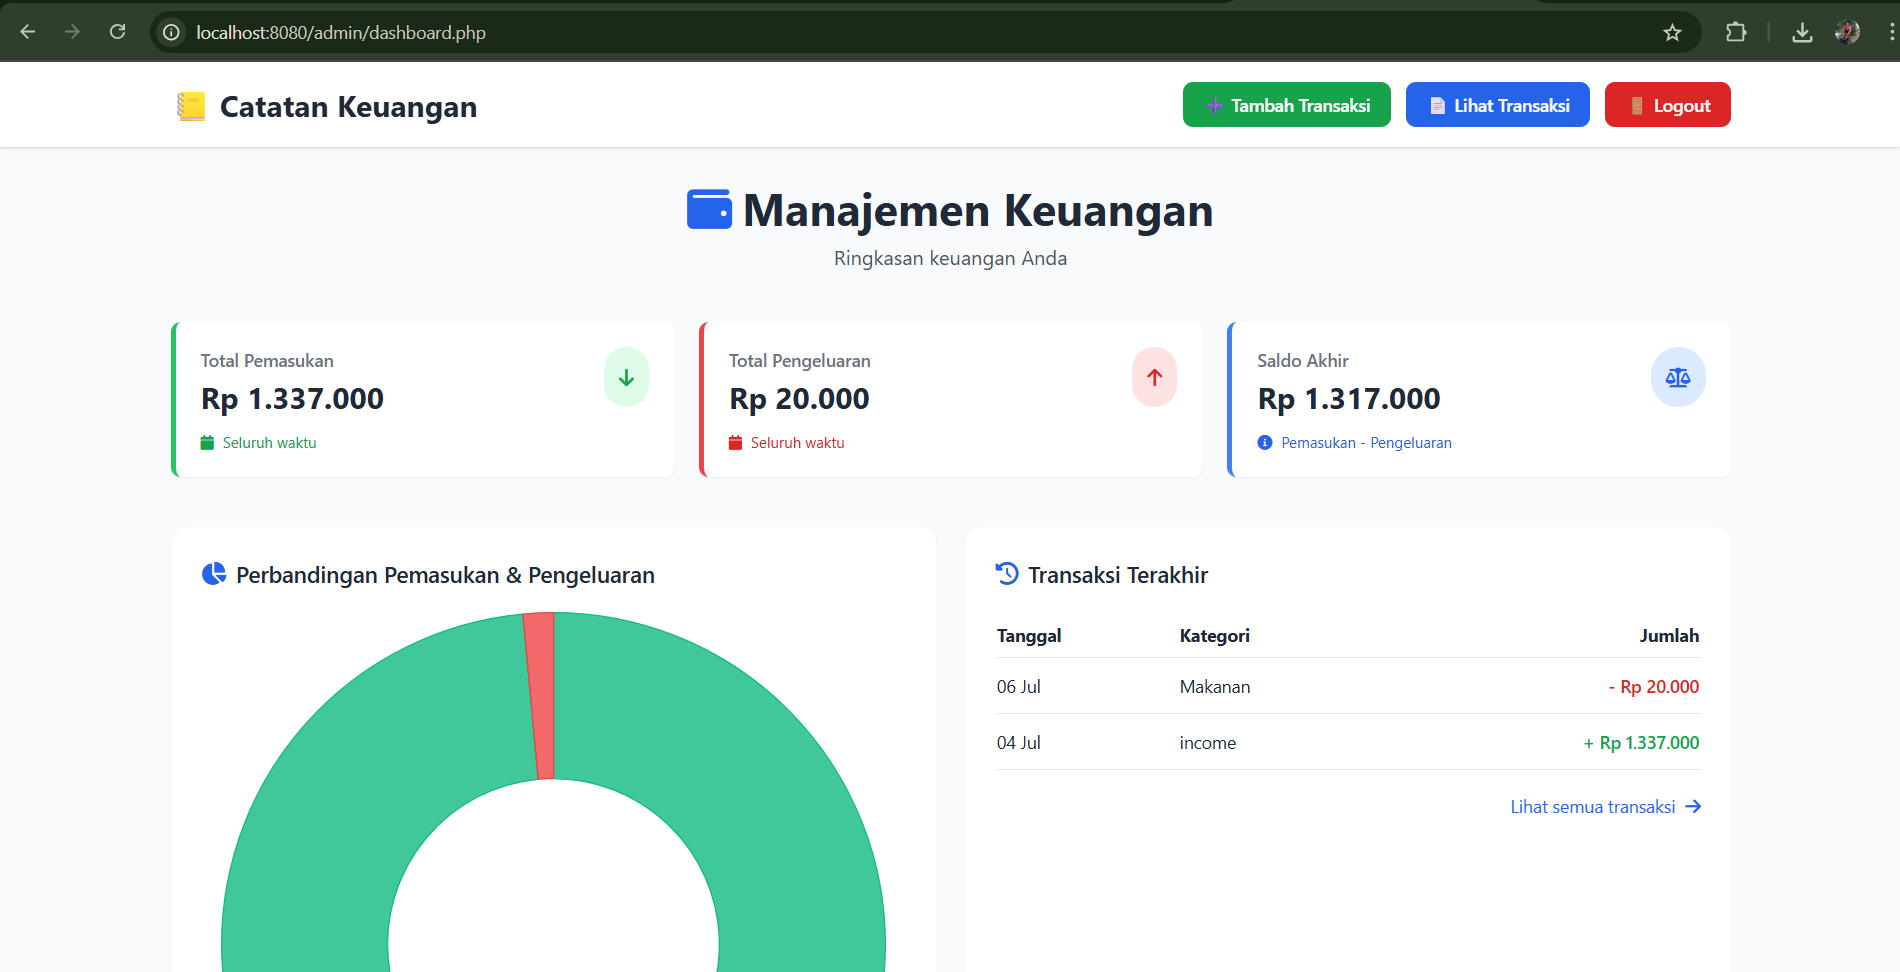 localhost:8080/admin/dashboard.php
Catatan Keuangan
Tambah Transaksi
Lihat Transaksi
Logout
Manajemen Keuangan
Ringkasan keuangan Anda
Total Pemasukan
Rp 1.337.000
Seluruh waktu
Total Pengeluaran
Rp 20.000
Seluruh waktu
Saldo Akhir
Rp 1.317.000
Pemasukan - Pengeluaran
Perbandingan Pemasukan & Pengeluaran
Transaksi Terakhir
Tanggal Kategori Jumlah
06 Jul Makanan - Rp 20.000
04 Jul income + Rp 1.337.000
Lihat semua transaksi